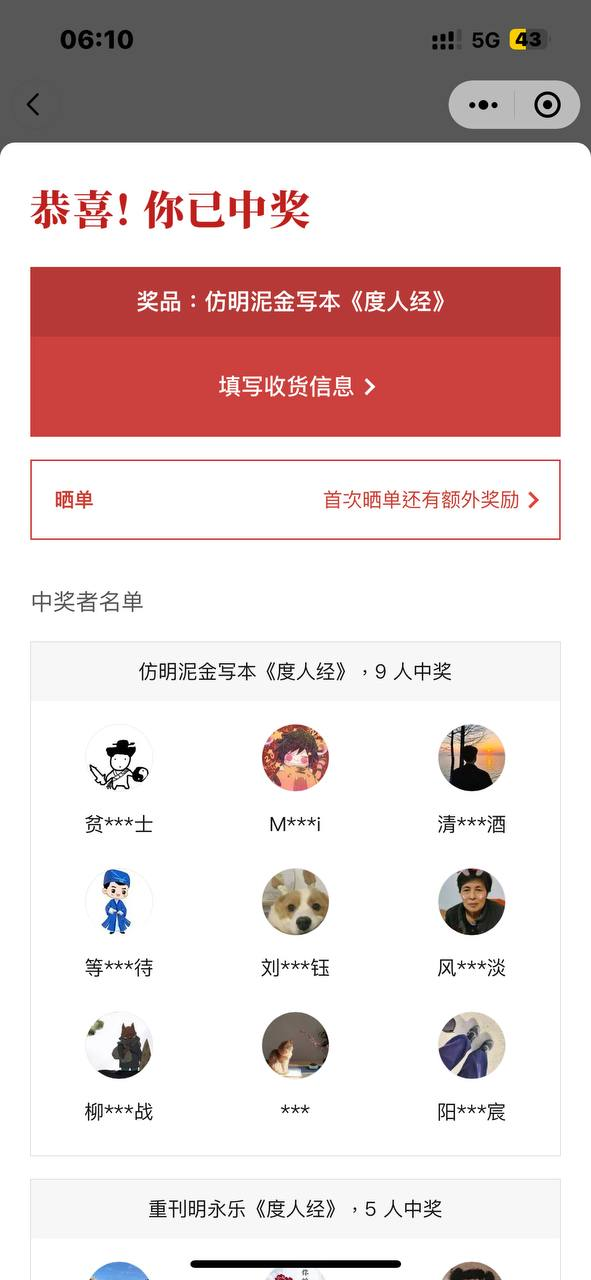 06:10
5G 43
恭喜! 你已中奖
奖品：仿明泥金写本《度人经》
填写收货信息
晒单 首次晒单还有额外奖励
中奖者名单
仿明泥金写本《度人经》，9 人中奖
贫***士 M***i 清***酒
等***待 刘***钰 风***淡
柳***战 *** 阳***宸
重刊明永乐《度人经》，5 人中奖